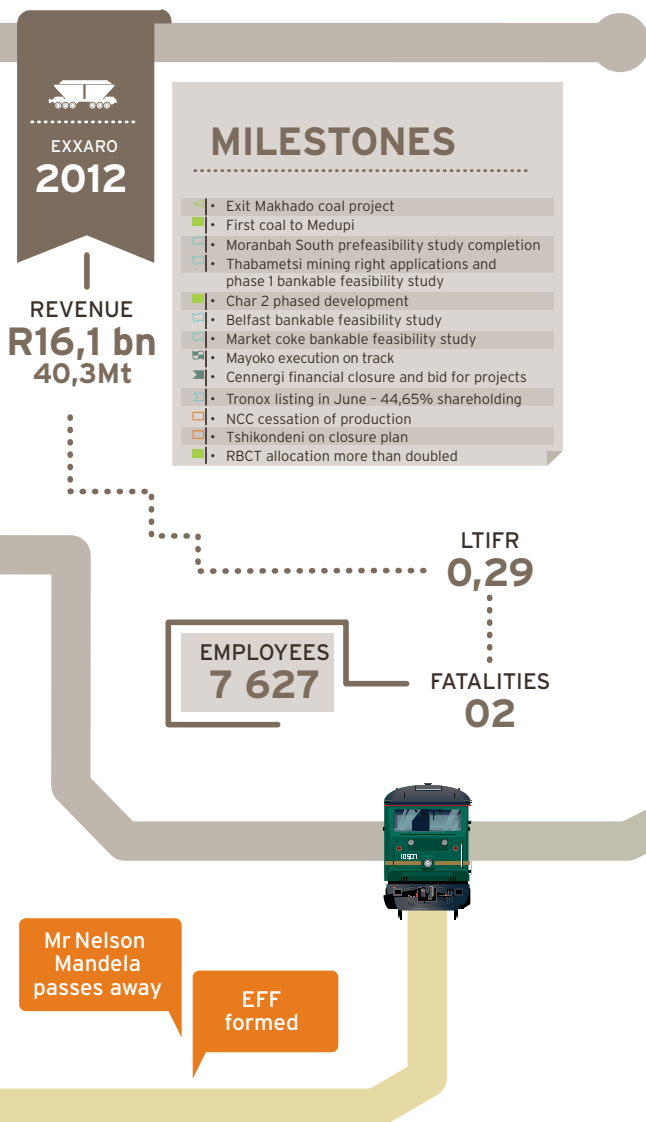 EXXARO
2012
REVENUE
R16,1 bn
40,3Mt
MILESTONES
• Exit Makhado coal project
• First coal to Medupi
• Moranbah South prefeasibility study completion
• Thabametsi mining right applications and
phase 1 bankable feasibility study
• Char 2 phased development
• Belfast bankable feasibility study
• Market coke bankable feasibility study
• Mayoko execution on track
• Cennergi financial closure and bid for projects
• Tronox listing in June – 44,65% shareholding
• NCC cessation of production
• Tshikondeni on closure plan
• RBCT allocation more than doubled
LTIFR
0,29
EMPLOYEES
7 627
FATALITIES
02
Mr Nelson
Mandela
passes away
EFF
formed